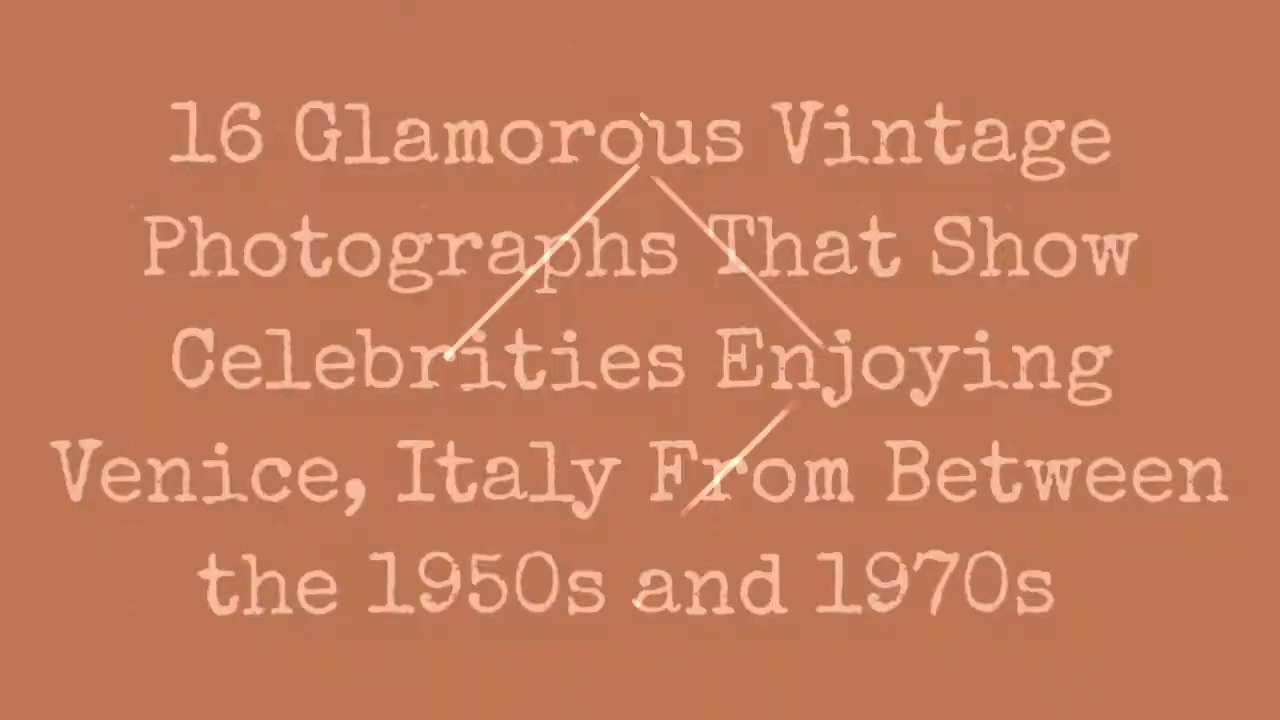 16 Glamorous Vintage
Photographs That Show
Celebrities Enjoying
Venice, Italy From Between
the 1950s and 1970s